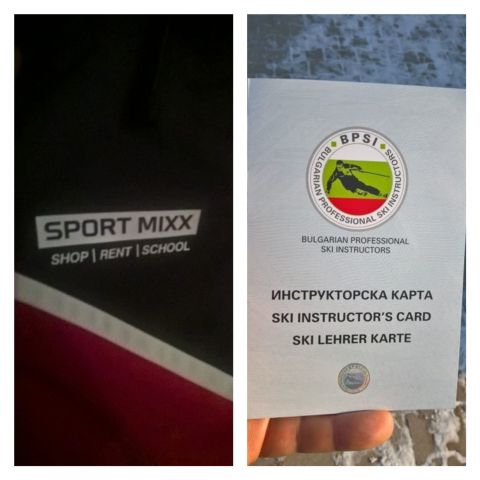 SPORT MIXX
SHOP | RENT | SCHOOL
BPSI
BULGARIAN PROFESSIONAL SKI INSTRUCTORS
BULGARIAN PROFESSIONAL
SKI INSTRUCTORS
ИНСТРУКТОРСКА КАРТА
SKI INSTRUCTOR'S CARD
SKI LEHRER KARTE